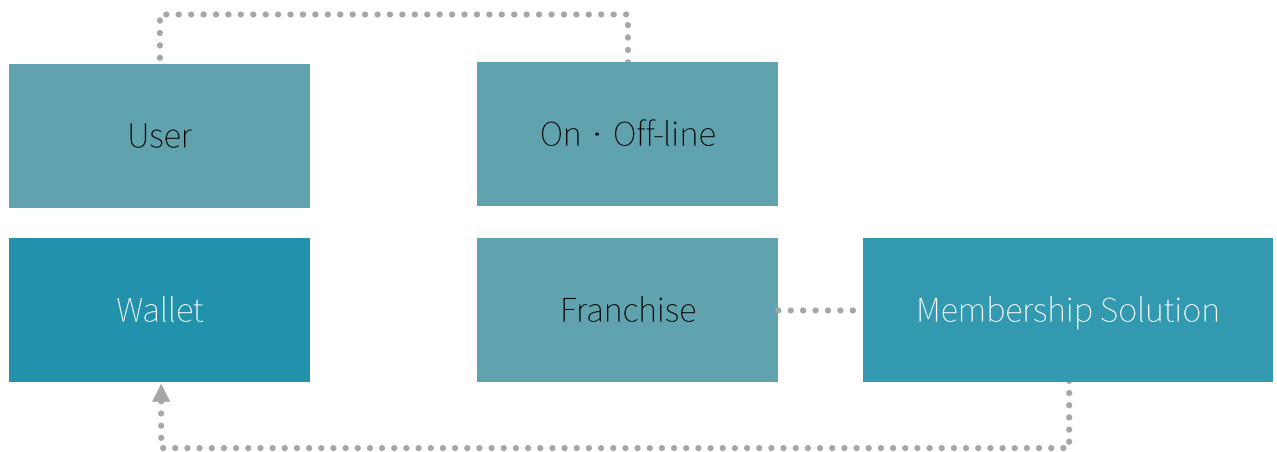 User
On · Off-line
Wallet
Franchise
Membership Solution